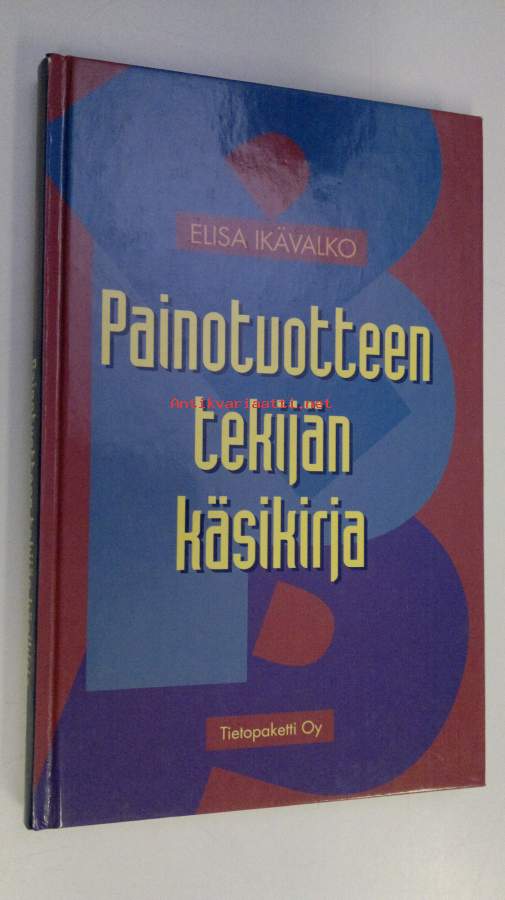 ELISA IKÄVALKO
Painotuotteen
Antikvariaatti.net
tekijän
käsikirja
Tietopaketti Oy